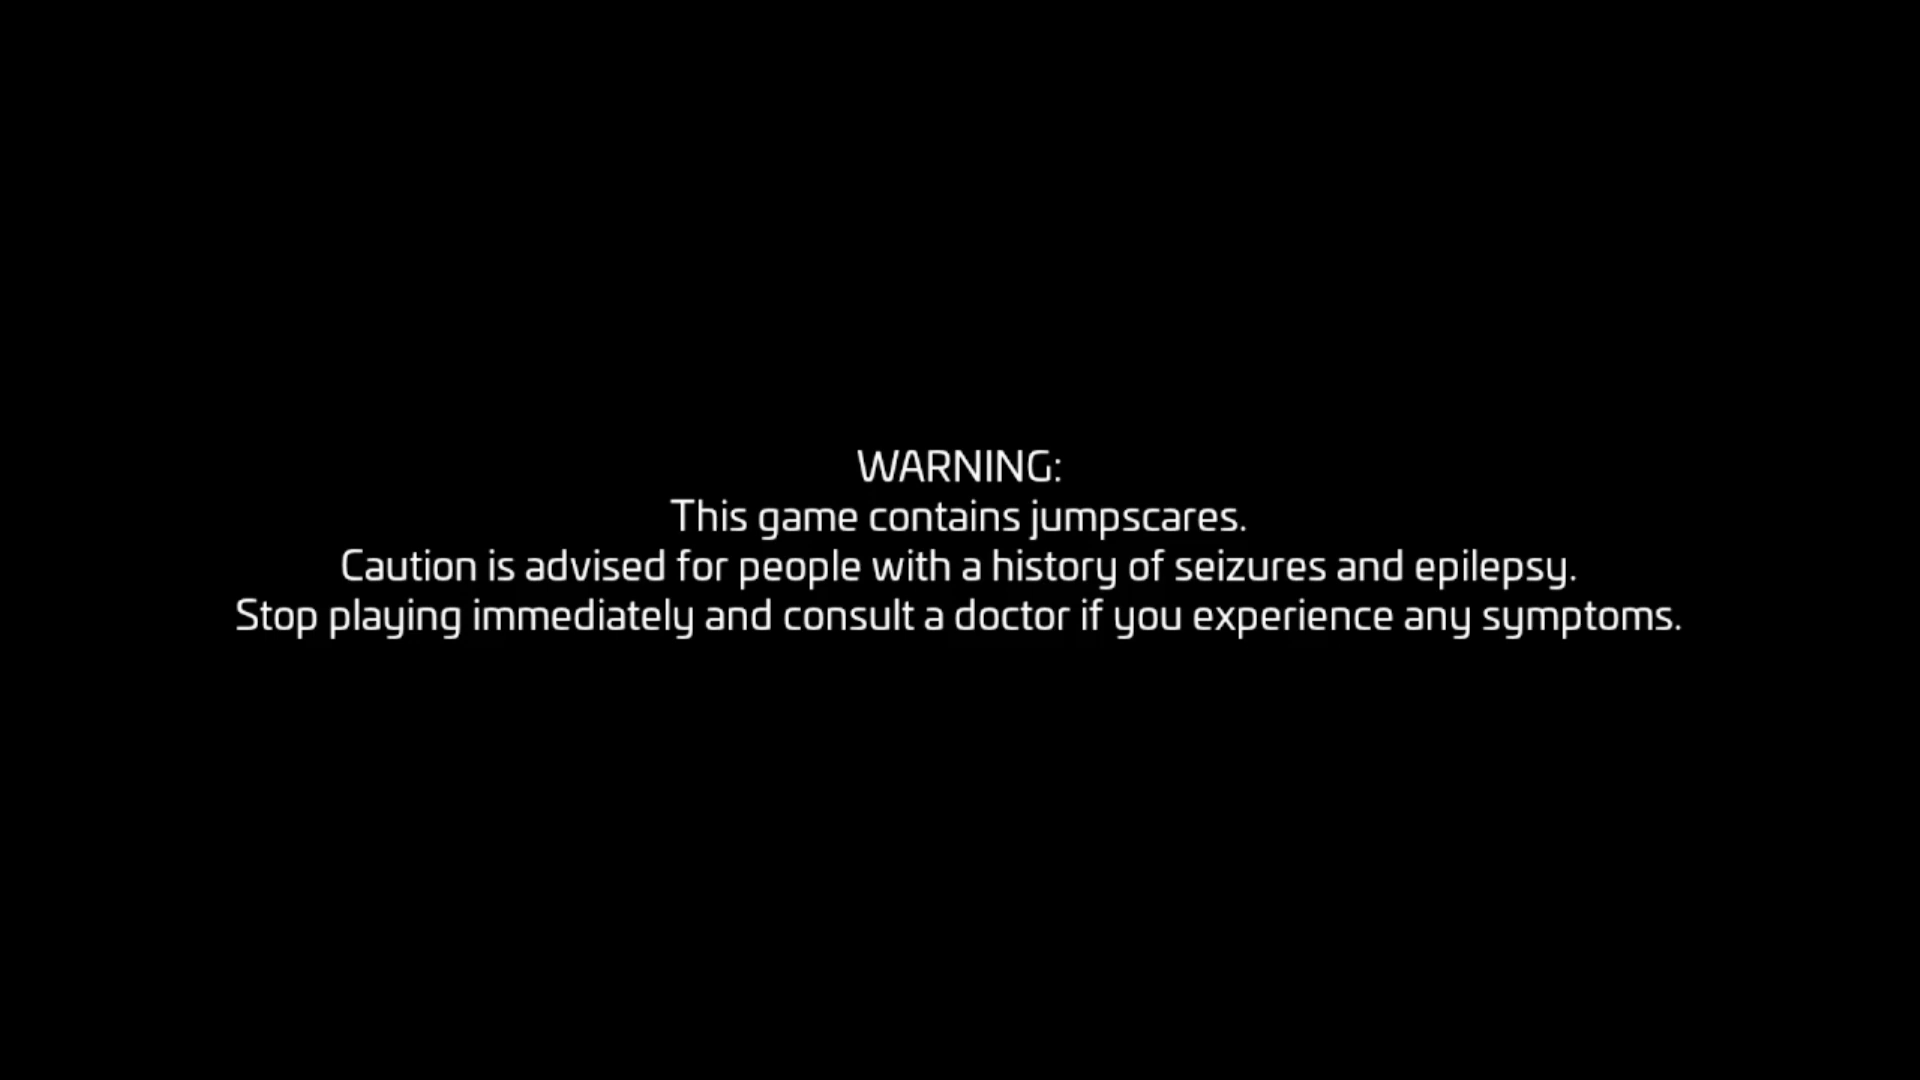 WARNING:
This game contains jumpscares.
Caution is advised for people with a history of seizures and epilepsy.
Stop playing immediately and consult a doctor if you experience any symptoms.